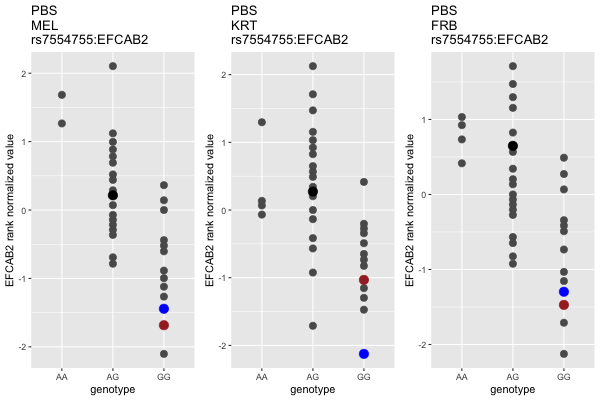 PBS
MEL
rs7554755:EFCAB2
EFCAB2 rank normalized value
2
1
0
-1
-2
AA
AG
GG
genotype
PBS
KRT
rs7554755:EFCAB2
EFCAB2 rank normalized value
2
1
0
-1
-2
AA
AG
GG
genotype
PBS
FRB
rs7554755:EFCAB2
EFCAB2 rank normalized value
1
0
-1
-2
AA
AG
GG
genotype